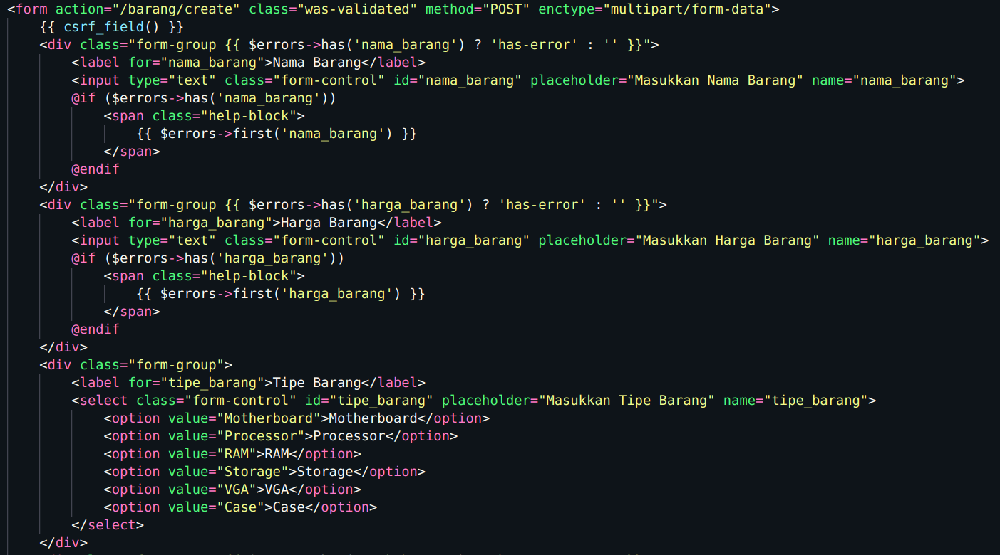 <form action="/barang/create" class="was-validated" method="POST" enctype="multipart/form-data">
{{ csrf_field() }}
<div class="form-group {{ $errors->has('nama_barang') ? 'has-error' : '' }}">
<label for="nama_barang">Nama Barang</label>
<input type="text" class="form-control" id="nama_barang" placeholder="Masukkan Nama Barang" name="nama_barang">
@if ($errors->has('nama_barang'))
<span class="help-block">
{{ $errors->first('nama_barang') }}
</span>
@endif
</div>
<div class="form-group {{ $errors->has('harga_barang') ? 'has-error' : '' }}">
<label for="harga_barang">Harga Barang</label>
<input type="text" class="form-control" id="harga_barang" placeholder="Masukkan Harga Barang" name="harga_barang">
@if ($errors->has('harga_barang'))
<span class="help-block">
{{ $errors->first('harga_barang') }}
</span>
@endif
</div>
<div class="form-group">
<label for="tipe_barang">Tipe Barang</label>
<select class="form-control" id="tipe_barang" placeholder="Masukkan Tipe Barang" name="tipe_barang">
<option value="Motherboard">Motherboard</option>
<option value="Processor">Processor</option>
<option value="RAM">RAM</option>
<option value="Storage">Storage</option>
<option value="VGA">VGA</option>
<option value="Case">Case</option>
</select>
</div>